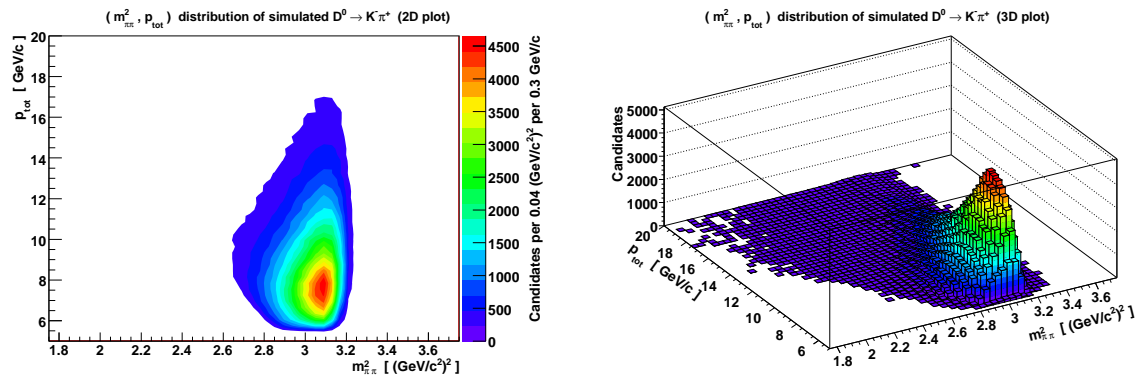 ( m²ππ , p tot ) distribution of simulated D⁰ → K⁻π⁺ (2D plot)
p tot [ GeV/c ]
20
18
16
14
12
10
8
6
1.8 2 2.2 2.4 2.6 2.8 3 3.2 3.4 3.6
m²ππ [ (GeV/c²)² ]
4500
4000
3500
3000
2500
2000
1500
1000
500
0
Candidates per 0.04 (GeV/c²)² per 0.3 GeV/c
( m²ππ , p tot ) distribution of simulated D⁰ → K⁻π⁺ (3D plot)
Candidates
5000
4000
3000
2000
1000
0
20 18 16 14 12 10 8 6
p tot [ GeV/c ]
1.8 2 2.2 2.4 2.6 2.8 3 3.2 3.4 3.6
m²ππ [ (GeV/c²)² ]